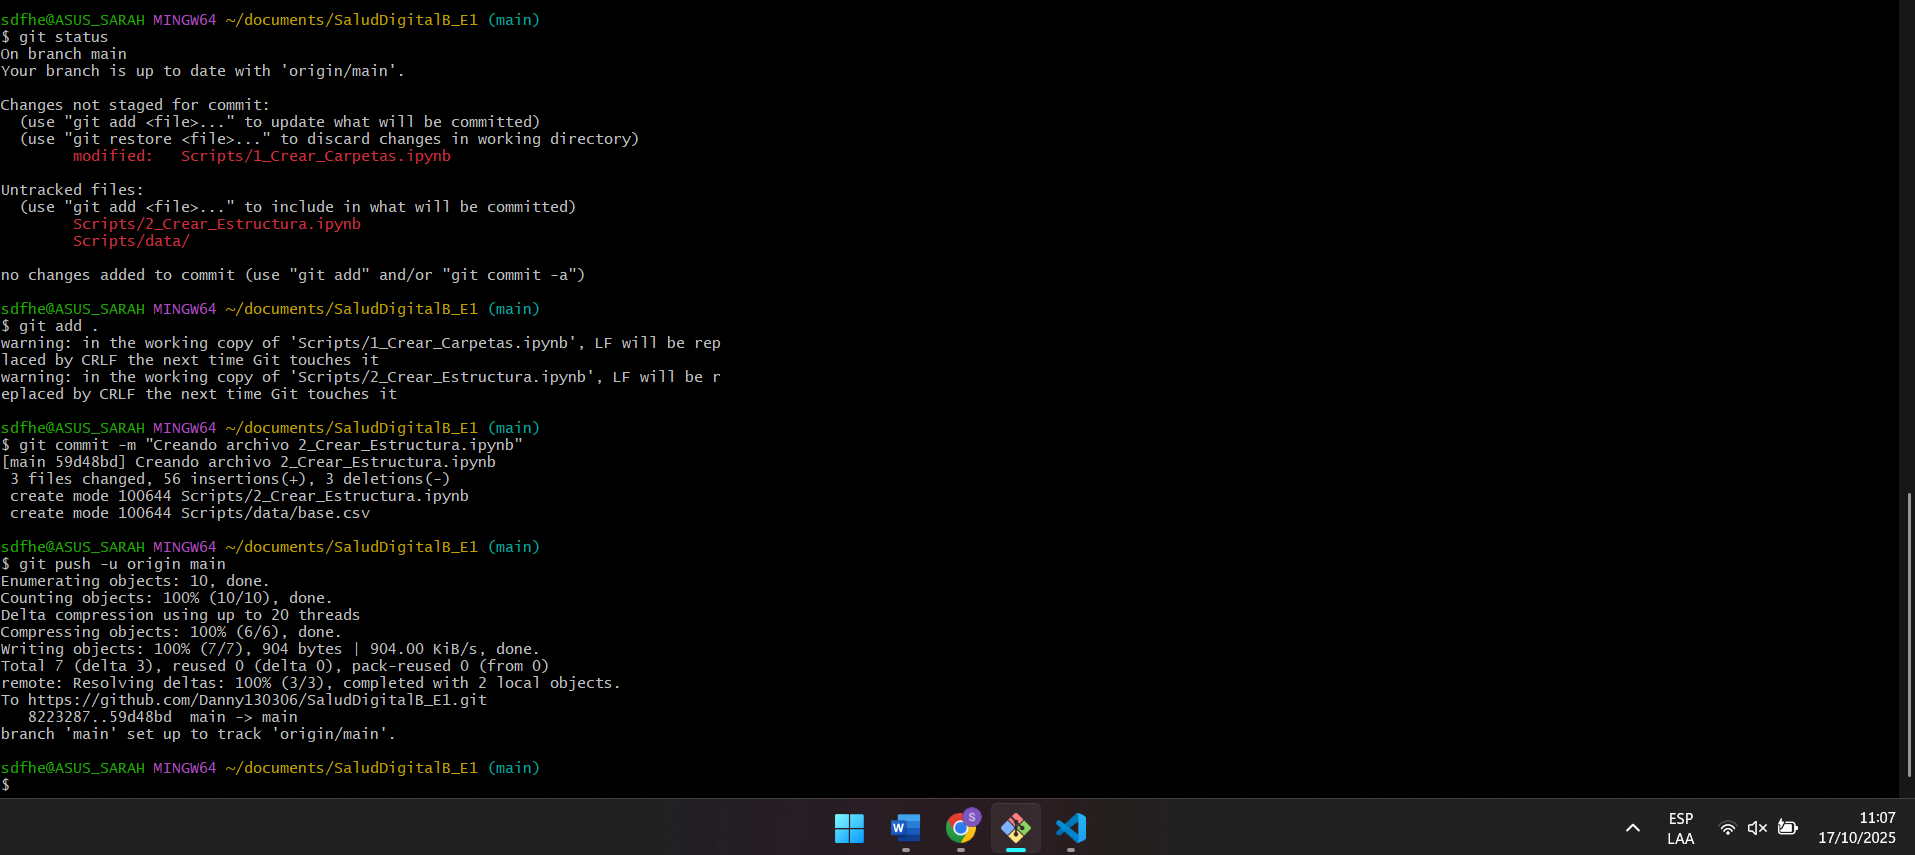 sdfhe@ASUS_SARAH MINGW64 ~/documents/SaludDigitalB_E1 (main)
$ git status
On branch main
Your branch is up to date with 'origin/main'.
Changes not staged for commit:
  (use "git add <file>..." to update what will be committed)
  (use "git restore <file>..." to discard changes in working directory)
        modified:   Scripts/1_Crear_Carpetas.ipynb
Untracked files:
  (use "git add <file>..." to include in what will be committed)
        Scripts/2_Crear_Estructura.ipynb
        Scripts/data/
no changes added to commit (use "git add" and/or "git commit -a")
sdfhe@ASUS_SARAH MINGW64 ~/documents/SaludDigitalB_E1 (main)
$ git add .
warning: in the working copy of 'Scripts/1_Crear_Carpetas.ipynb', LF will be rep
laced by CRLF the next time Git touches it
warning: in the working copy of 'Scripts/2_Crear_Estructura.ipynb', LF will be r
eplaced by CRLF the next time Git touches it
sdfhe@ASUS_SARAH MINGW64 ~/documents/SaludDigitalB_E1 (main)
$ git commit -m "Creando archivo 2_Crear_Estructura.ipynb"
[main 59d48bd] Creando archivo 2_Crear_Estructura.ipynb
 3 files changed, 56 insertions(+), 3 deletions(-)
 create mode 100644 Scripts/2_Crear_Estructura.ipynb
 create mode 100644 Scripts/data/base.csv
sdfhe@ASUS_SARAH MINGW64 ~/documents/SaludDigitalB_E1 (main)
$ git push -u origin main
Enumerating objects: 10, done.
Counting objects: 100% (10/10), done.
Delta compression using up to 20 threads
Compressing objects: 100% (6/6), done.
Writing objects: 100% (7/7), 904 bytes | 904.00 KiB/s, done.
Total 7 (delta 3), reused 0 (delta 0), pack-reused 0 (from 0)
remote: Resolving deltas: 100% (3/3), completed with 2 local objects.
To https://github.com/Danny130306/SaludDigitalB_E1.git
   8223287..59d48bd  main -> main
branch 'main' set up to track 'origin/main'.
sdfhe@ASUS_SARAH MINGW64 ~/documents/SaludDigitalB_E1 (main)
$
W
S
ESP
LAA
11:07
17/10/2025